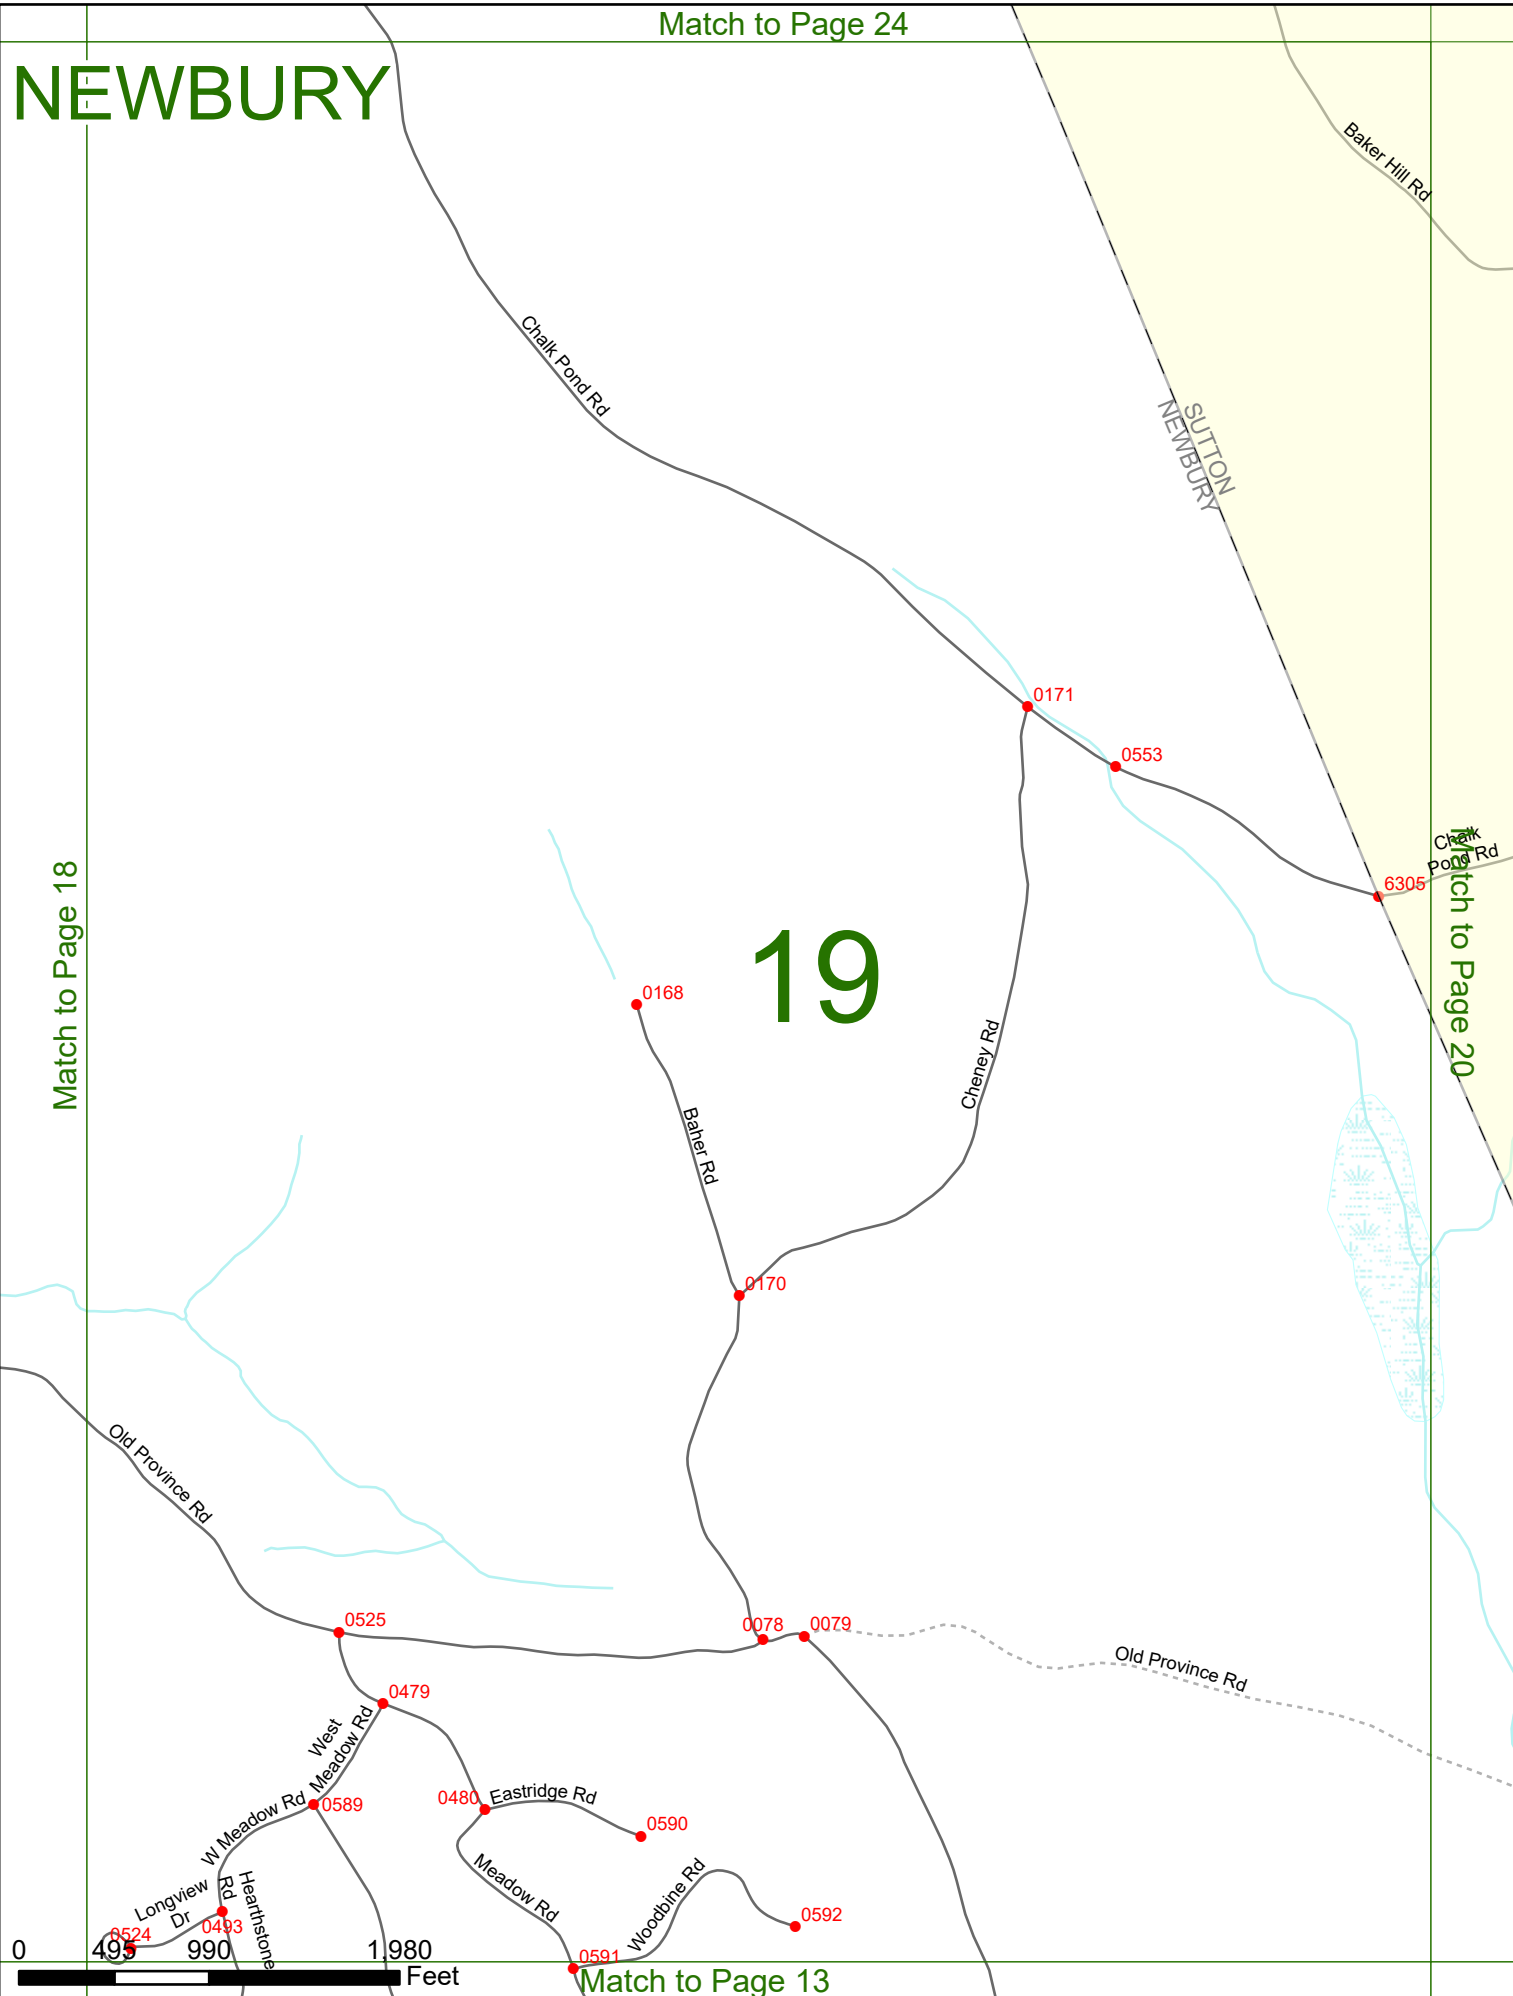 Match to Page 24
NEWBURY
Baker Hill Rd
Chalk Pond Rd
SUTTON
NEWBURY
0171
0553
Chalk
Pond Rd
6305
Match to Page 18
Match to Page 20
19
0168
Cheney Rd
Baher Rd
0170
Old Province Rd
0525
0078
0079
Old Province Rd
0479
West
Meadow Rd
0480
Eastridge Rd
0589
W Meadow Rd
0590
Meadow Rd
Woodbine Rd
Longview
Dr
Hearthstone
Rd
0592
0493
0524
0591
0
495
990
1,980
Feet
Match to Page 13